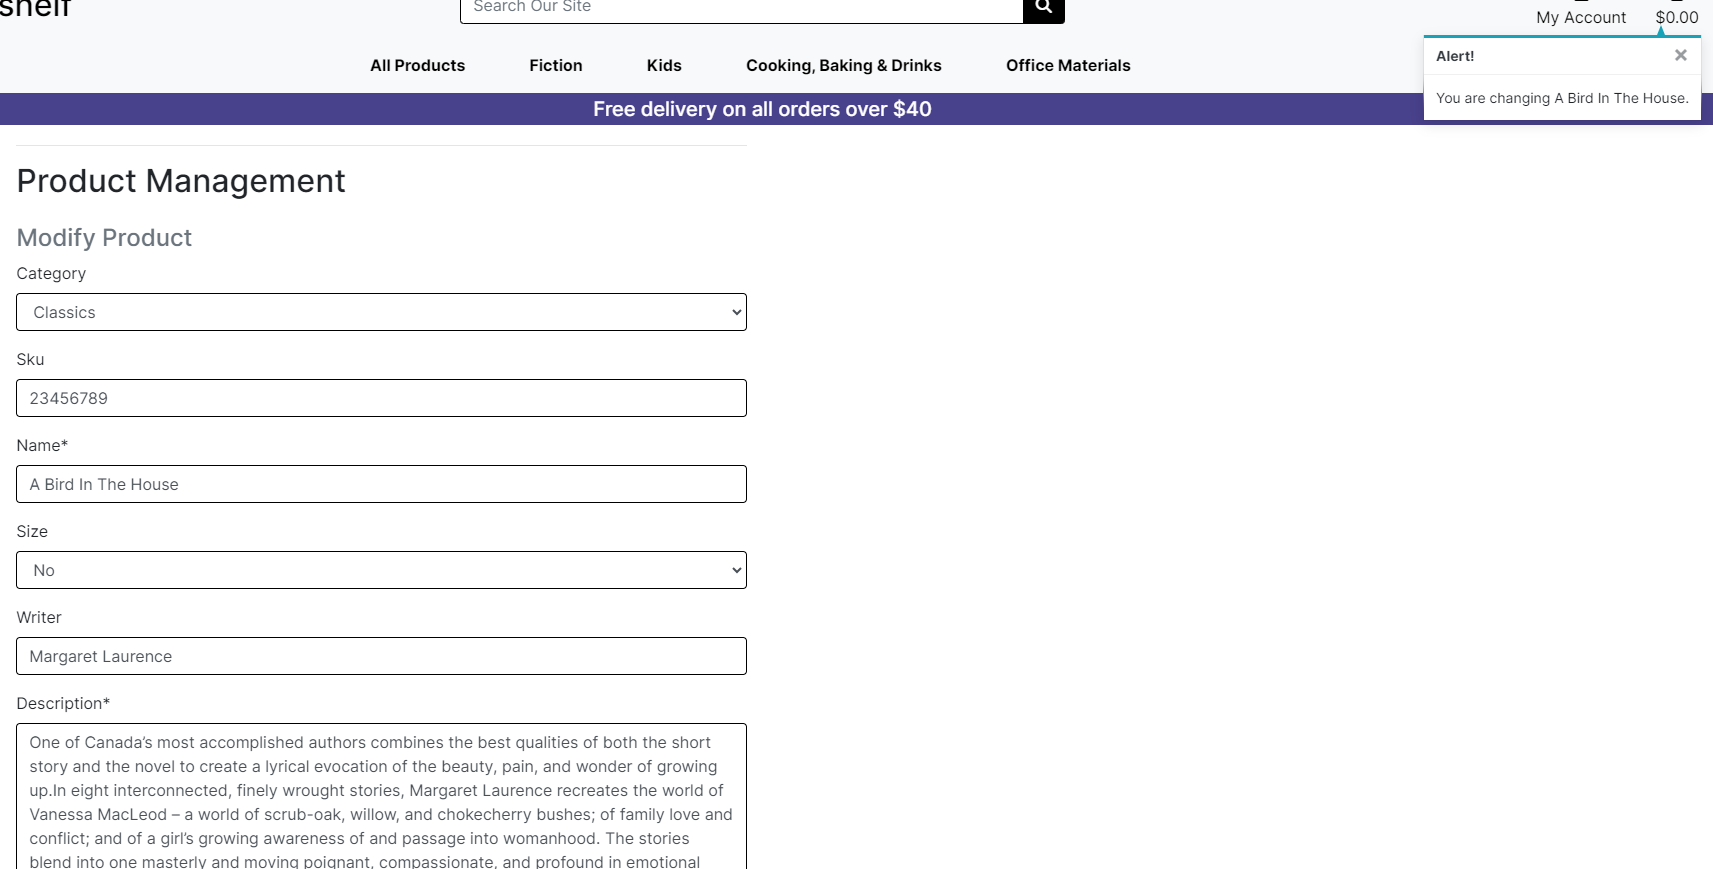 shelf
Search Our Site
My Account
$0.00
All Products
Fiction
Kids
Cooking, Baking & Drinks
Office Materials
Alert!
You are changing A Bird In The House.
Free delivery on all orders over $40
Product Management
Modify Product
Category
Classics
Sku
23456789
Name*
A Bird In The House
Size
No
Writer
Margaret Laurence
Description*
One of Canada’s most accomplished authors combines the best qualities of both the short
story and the novel to create a lyrical evocation of the beauty, pain, and wonder of growing
up.In eight interconnected, finely wrought stories, Margaret Laurence recreates the world of
Vanessa MacLeod – a world of scrub-oak, willow, and chokecherry bushes; of family love and
conflict; and of a girl’s growing awareness of and passage into womanhood. The stories
blend into one masterly and moving poignant, compassionate, and profound in emotional